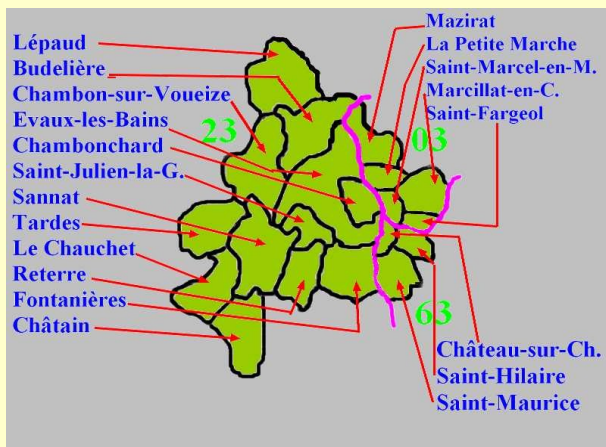 Lépaud
Budelière
Chambon-sur-Voueize
Evaux-les-Bains
Chambonchard
Saint-Julien-la-G.
Sannat
Tardes
Le Chauchet
Reterre
Fontanières
Châtain
23
Mazirat
La Petite Marche
Saint-Marcel-en-M.
Marcillat-en-C.
Saint-Fargeol
03
63
Château-sur-Ch.
Saint-Hilaire
Saint-Maurice